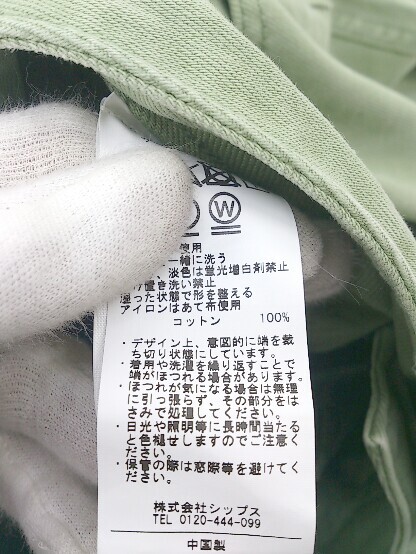 W
使用
一緒に洗う
淡色は蛍光増白剤禁止
け置き洗い禁止
湿った状態で形を整える
アイロンはあて布使用
コットン 100%
・デザイン上、意図的に端を裁
ち切り状態にしています。
・着用や洗濯を繰り返すことで
端がほつれる場合があります。
・ほつれが気になる場合は無理
に引っ張らず、その部分をは
さみで処理してください。
・日光や照明等に長時間当たる
と色褪せしますのでご注意く
ださい。
・保管の際は窓際等を避けてく
ださい。
株式会社シップス
TEL 0120-444-099
中国製